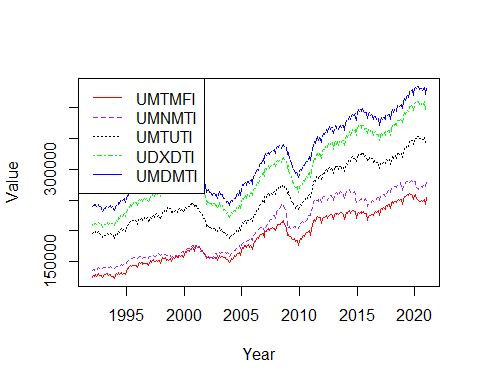 UMTMFI
UMNMTI
UMTUTI
UDXDTI
UMDMTI
Value
150000
300000
1995 2000 2005 2010 2015 2020
Year